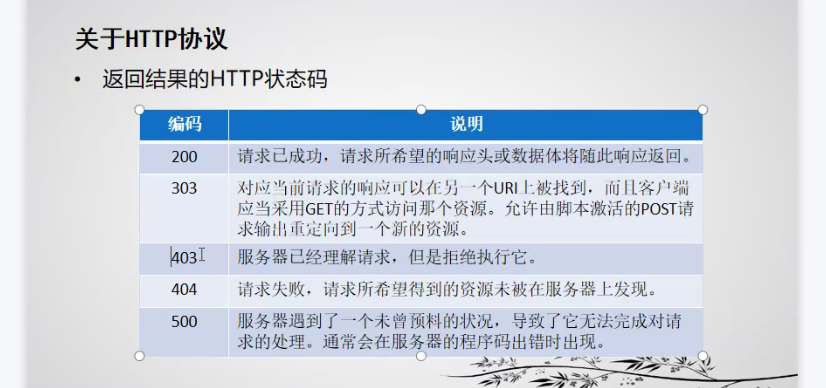 关于HTTP协议
• 返回结果的HTTP状态码
编码 说明
200 请求已成功，请求所希望的响应头或数据体将随此响应返回。
303 对应当前请求的响应可以在另一个URI上被找到，而且客户端
应当采用GET的方式访问那个资源。允许由脚本激活的POST请
求输出重定向到一个新的资源。
403 服务器已经理解请求，但是拒绝执行它。
404 请求失败，请求所希望得到的资源未被在服务器上发现。
500 服务器遇到了一个未曾预料的状况，导致了它无法完成对请
求的处理。通常会在服务器的程序码出错时出现。